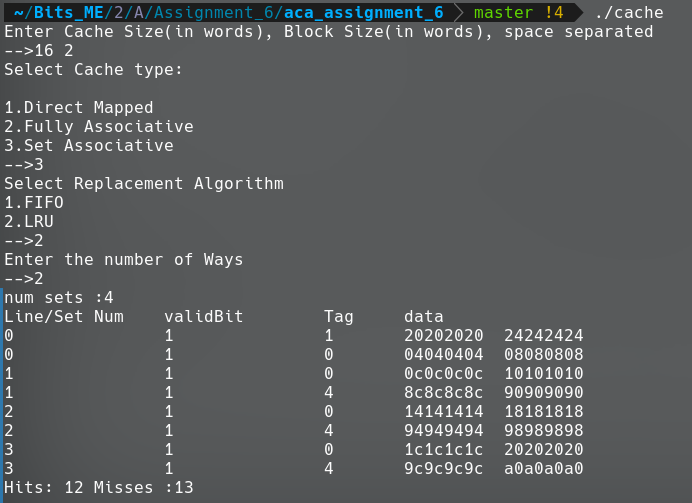 ~/Bits_ME/2/A/Assignment_6/aca_assignment_6 master !4 ./cache
Enter Cache Size(in words), Block Size(in words), space separated
-->16 2
Select Cache type:
1.Direct Mapped
2.Fully Associative
3.Set Associative
-->3
Select Replacement Algorithm
1.FIFO
2.LRU
-->2
Enter the number of Ways
-->2
num sets :4
Line/Set Num validBit Tag data
0 1 1 20202020 24242424
0 1 0 04040404 08080808
1 1 0 0c0c0c0c 10101010
1 1 4 8c8c8c8c 90909090
2 1 0 14141414 18181818
2 1 4 94949494 98989898
3 1 0 1c1c1c1c 20202020
3 1 4 9c9c9c9c a0a0a0a0
Hits: 12 Misses :13